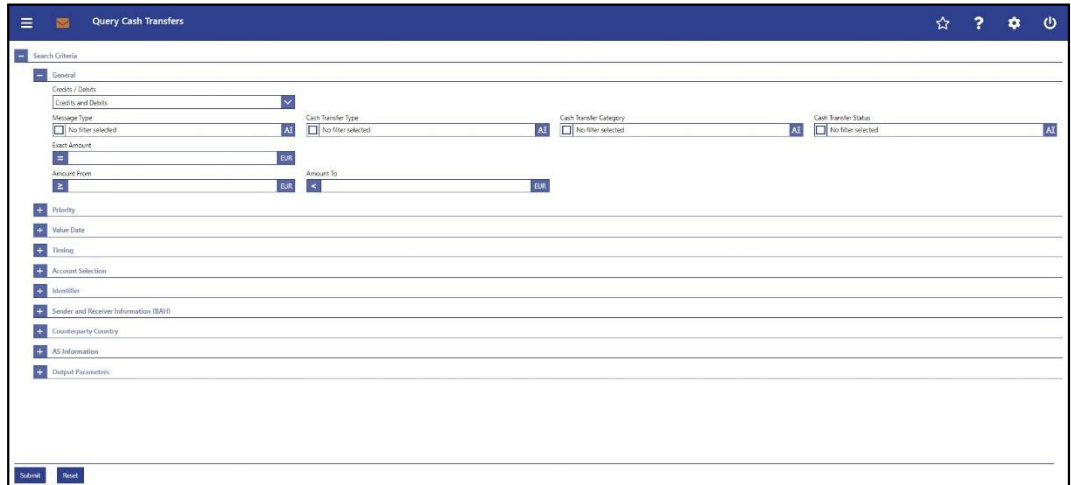 Query Cash Transfers
?
Search Criteria
General
Credits / Debits
Credits and Debits
Message Type Cash Transfer Type Cash Transfer Category Cash Transfer Status
No filter selected AI No filter selected AI No filter selected AI No filter selected AI
Exact Amount
= EUR
Amount From Amount To
≥ EUR < EUR
+ Priority
+ Value Date
+ Timing
+ Account Selection
+ Identifier
+ Sender and Receiver Information (BAH)
+ Counterparty Country
+ AS Information
+ Output Parameters
Submit Reset